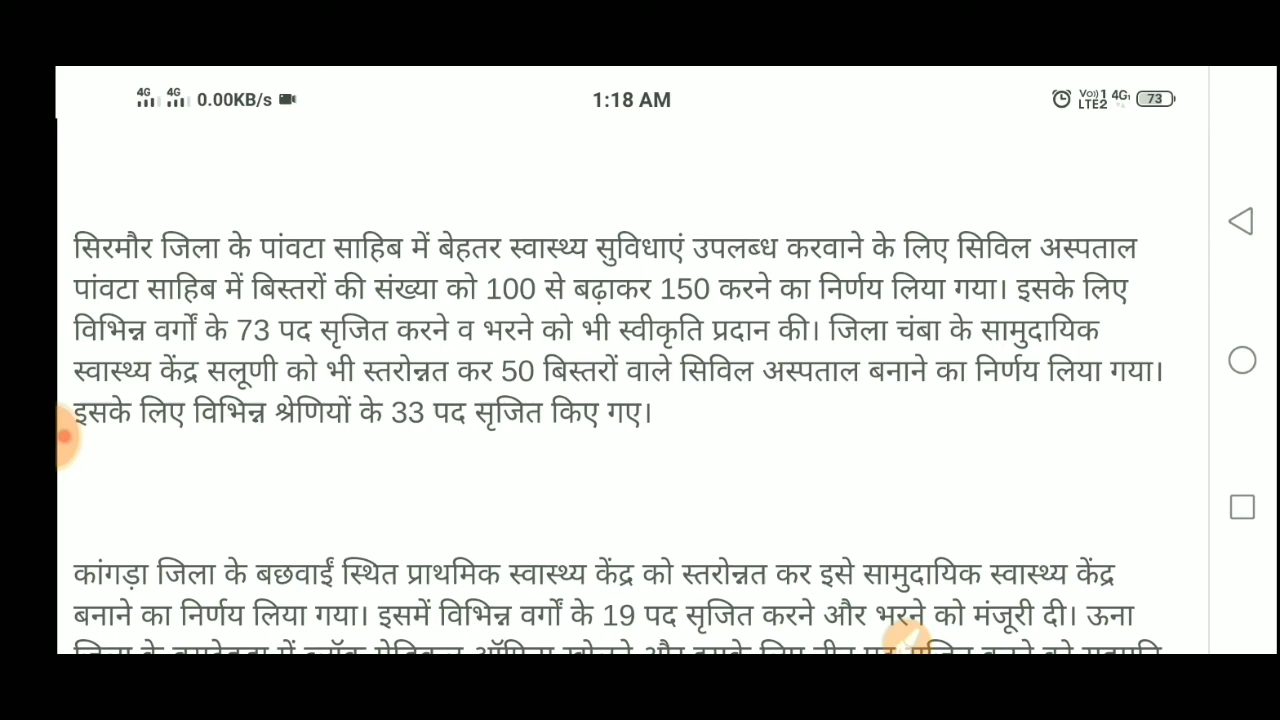 4G 4G 0.00KB/s
1:18 AM
Vo))1 4G
LTE2
73
सिरमौर जिला के पांवटा साहिब में बेहतर स्वास्थ्य सुविधाएं उपलब्ध करवाने के लिए सिविल अस्पताल
पांवटा साहिब में बिस्तरों की संख्या को 100 से बढ़ाकर 150 करने का निर्णय लिया गया। इसके लिए
विभिन्न वर्गों के 73 पद सृजित करने व भरने को भी स्वीकृति प्रदान की। जिला चंबा के सामुदायिक
स्वास्थ्य केंद्र सलूणी को भी स्तरोन्नत कर 50 बिस्तरों वाले सिविल अस्पताल बनाने का निर्णय लिया गया।
इसके लिए विभिन्न श्रेणियों के 33 पद सृजित किए गए।
कांगड़ा जिला के बछवाईं स्थित प्राथमिक स्वास्थ्य केंद्र को स्तरोन्नत कर इसे सामुदायिक स्वास्थ्य केंद्र
बनाने का निर्णय लिया गया। इसमें विभिन्न वर्गों के 19 पद सृजित करने और भरने को मंजूरी दी। ऊना